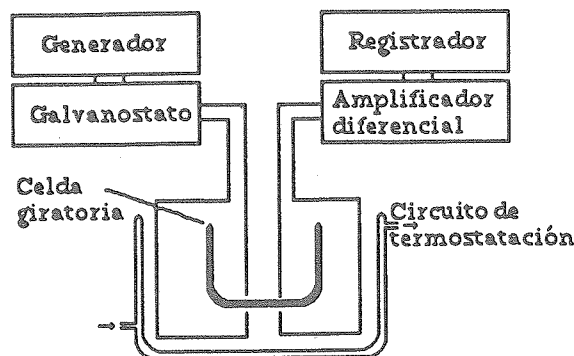 Generador
Registrador
Galvanostato
Amplificador
diferencial
Celda
giratoria
Circuito de
termostatación